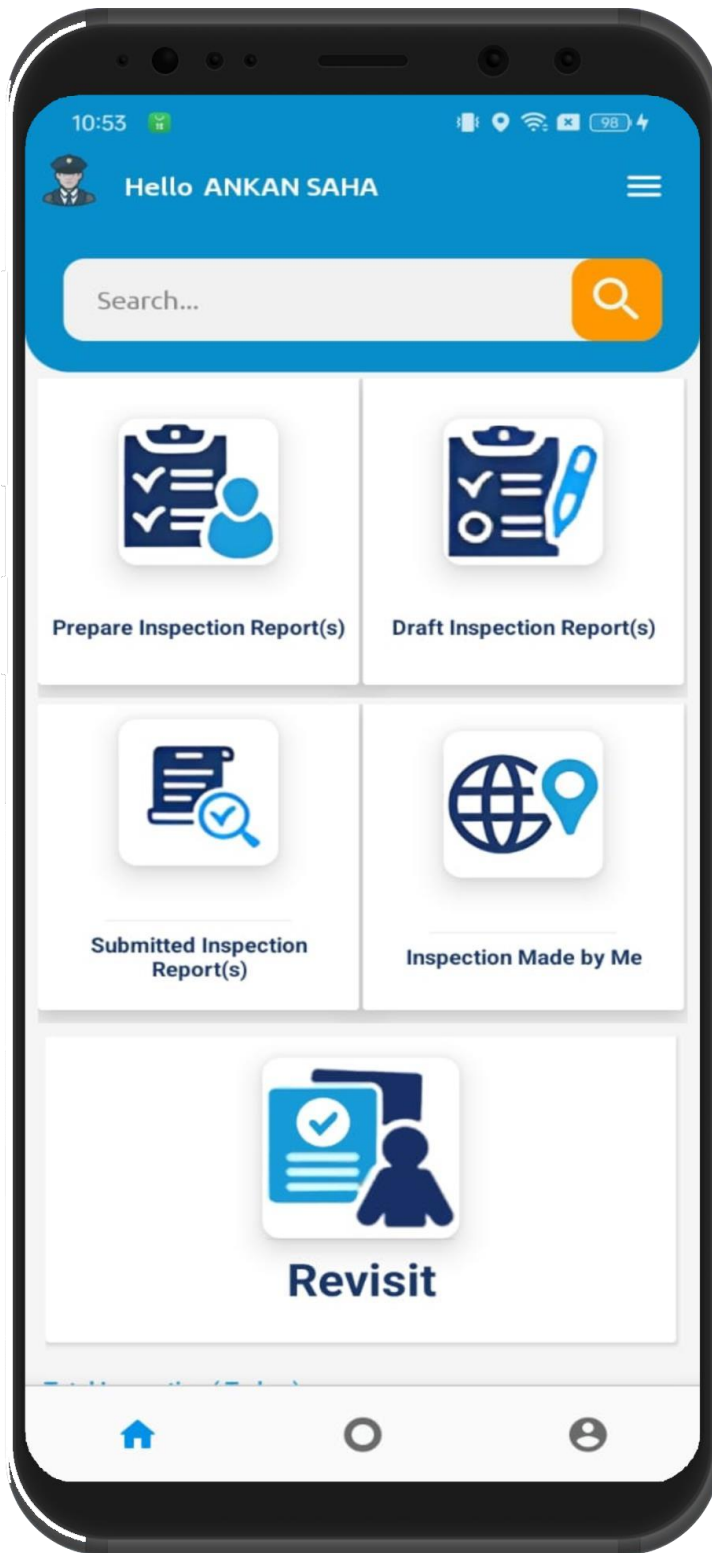 10:53
98
Hello ANKAN SAHA
Search...
Prepare Inspection Report(s)
Draft Inspection Report(s)
Submitted Inspection
Report(s)
Inspection Made by Me
Revisit